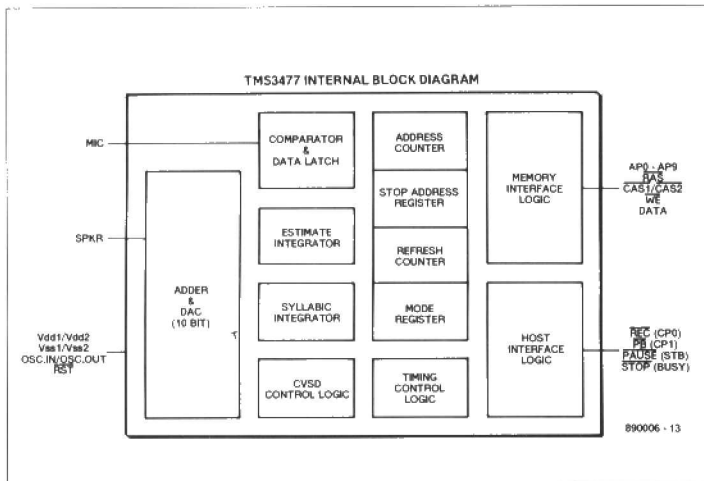 TMS3477 INTERNAL BLOCK DIAGRAM
MIC
SPKR
Vdd1/Vdd2
Vss1/Vss2
OSC.IN/OSC.OUT
RST
ADDER
&
DAC
(10 BIT)
COMPARATOR
&
DATA LATCH
ESTIMATE
INTEGRATOR
SYLLABIC
INTEGRATOR
CVSD
CONTROL LOGIC
ADDRESS
COUNTER
STOP ADDRESS
REGISTER
REFRESH
COUNTER
MODE
REGISTER
TIMING
CONTROL
LOGIC
MEMORY
INTERFACE
LOGIC
HOST
INTERFACE
LOGIC
AP0 - AP9
RAS
CAS1/CAS2
WE
DATA
REC (CP0)
PB (CP1)
PAUSE (STB)
STOP (BUSY)
890006 - 13